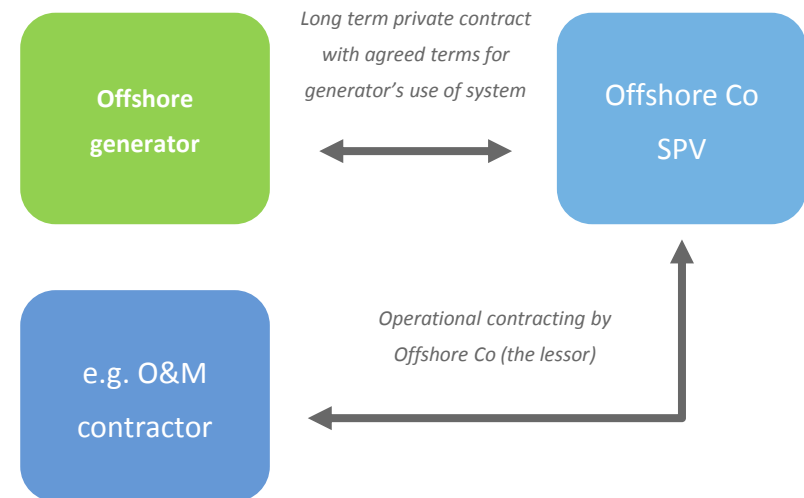 Long term private contract
with agreed terms for
generator’s use of system
Offshore
generator
Offshore Co
SPV
Operational contracting by
Offshore Co (the lessor)
e.g. O&M
contractor